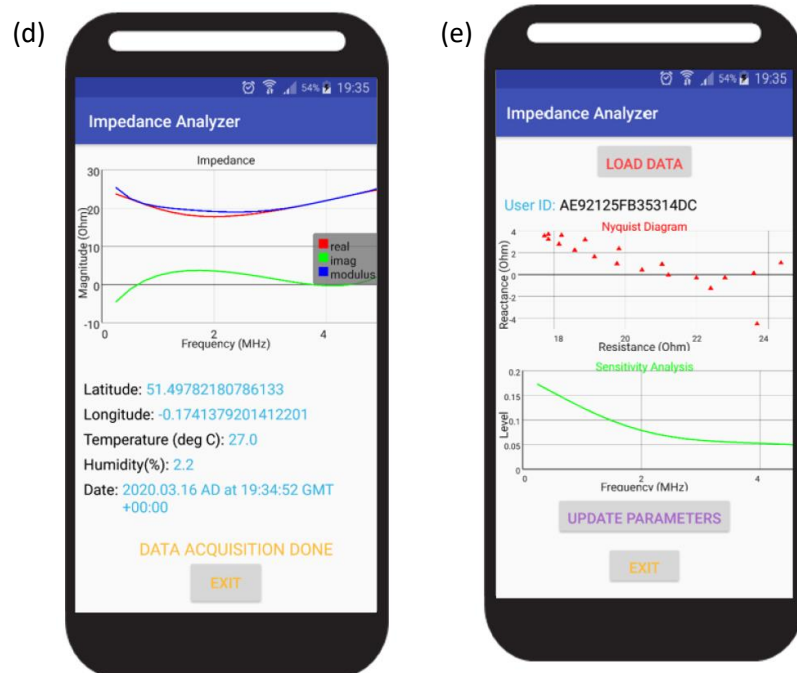 (d)
54% 19:35
Impedance Analyzer
Impedance
30
20
10
0
-10
Magnitude (Ohm)
real
imag
modulus
0 2 4
Frequency (MHz)
Latitude: 51.49782180786133
Longitude: -0.1741379201412201
Temperature (deg C): 27.0
Humidity(%): 2.2
Date: 2020.03.16 AD at 19:34:52 GMT
+00:00
DATA ACQUISITION DONE
EXIT
(e)
54% 19:35
Impedance Analyzer
LOAD DATA
User ID: AE92125FB35314DC
Nyquist Diagram
4
2
0
-2
-4
Reactance (Ohm)
18 20 22 24
Resistance (Ohm)
Sensitivity Analysis
0.2
0.15
0.1
0.05
0
Level
0 2 4
Frequency (MHz)
UPDATE PARAMETERS
EXIT